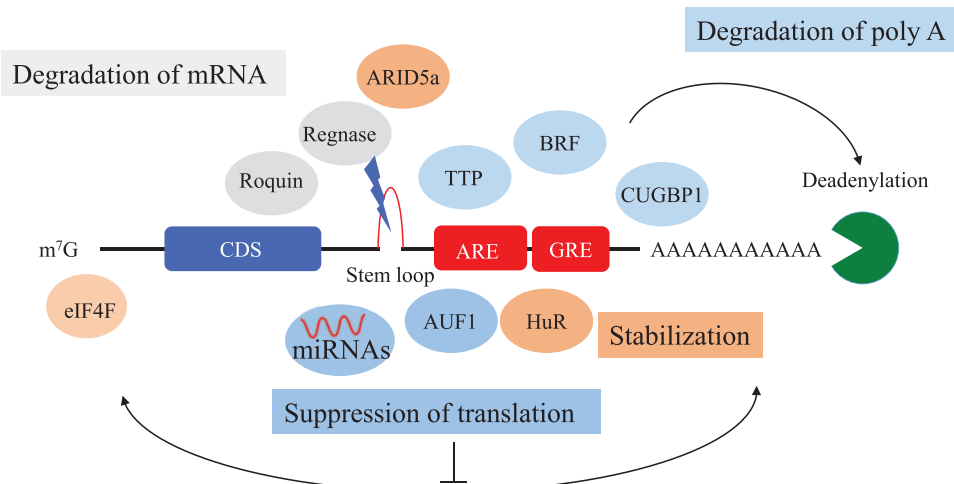 Degradation of poly A
Degradation of mRNA
ARID5a
Regnase
BRF
Roquin
TTP
CUGBP1
Deadenylation
m⁷G
CDS
ARE
GRE
AAAAAAAAAAA
Stem loop
eIF4F
miRNAs
AUF1
HuR
Stabilization
Suppression of translation